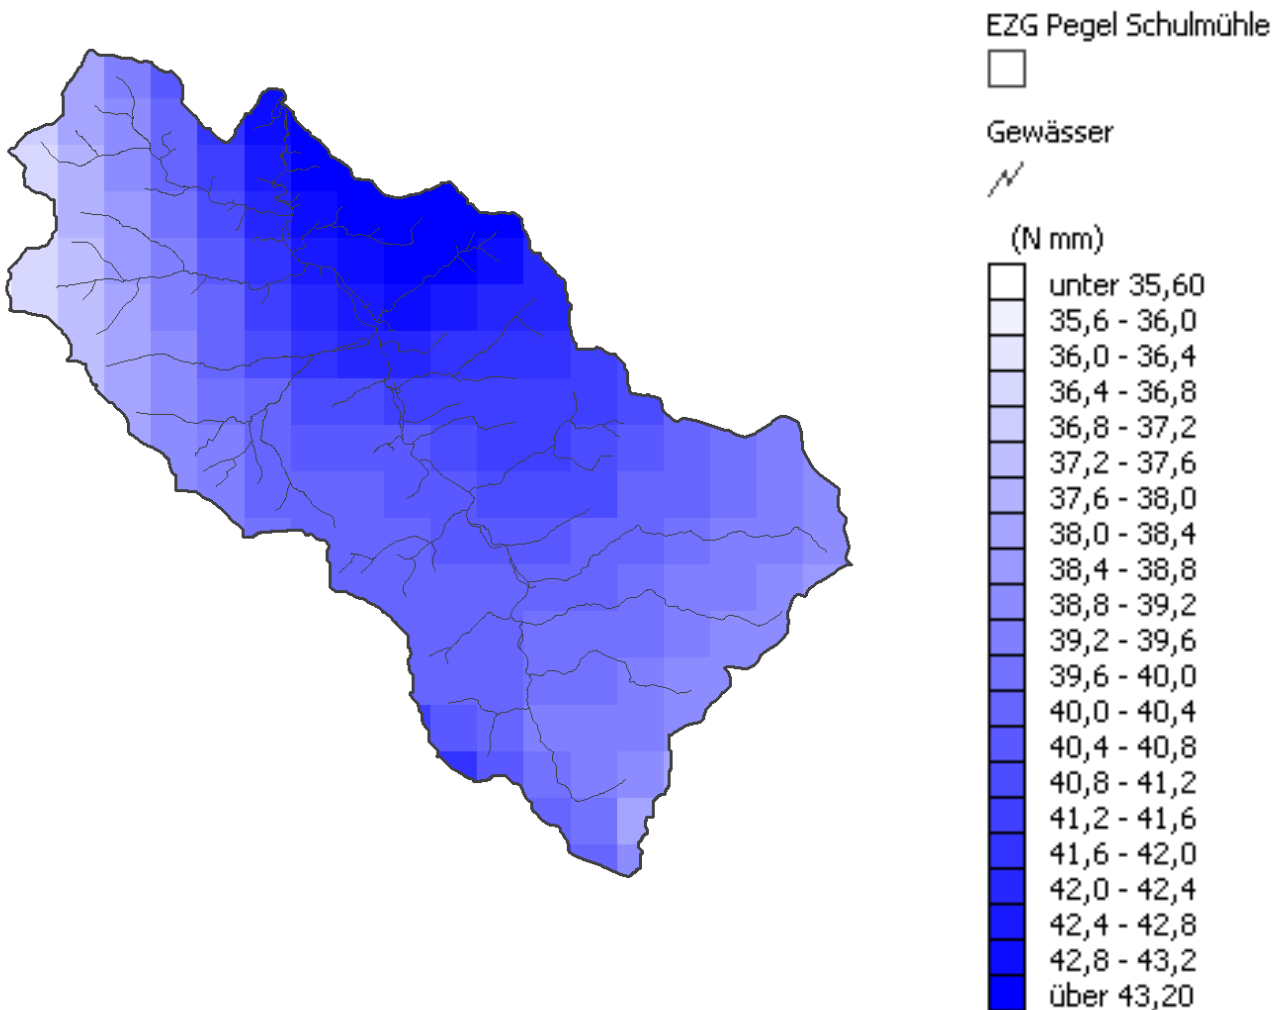 EZG Pegel Schulmühle
Gewässer
(N mm)
unter 35,60
35,6 - 36,0
36,0 - 36,4
36,4 - 36,8
36,8 - 37,2
37,2 - 37,6
37,6 - 38,0
38,0 - 38,4
38,4 - 38,8
38,8 - 39,2
39,2 - 39,6
39,6 - 40,0
40,0 - 40,4
40,4 - 40,8
40,8 - 41,2
41,2 - 41,6
41,6 - 42,0
42,0 - 42,4
42,4 - 42,8
42,8 - 43,2
über 43,20